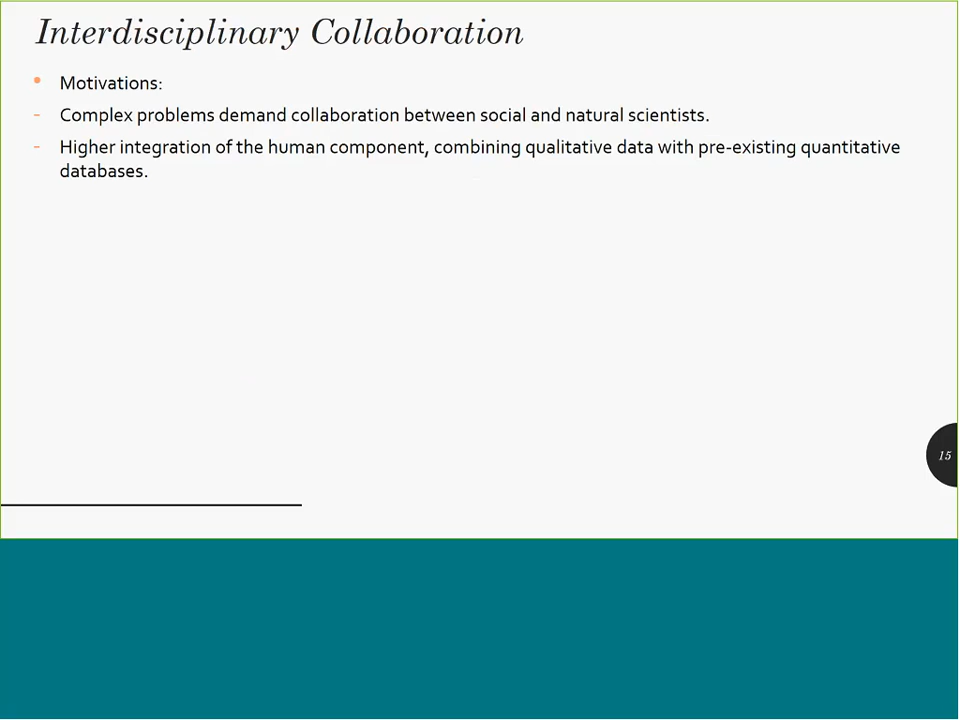 Interdisciplinary Collaboration
• Motivations:
- Complex problems demand collaboration between social and natural scientists.
- Higher integration of the human component, combining qualitative data with pre-existing quantitative
databases.
15